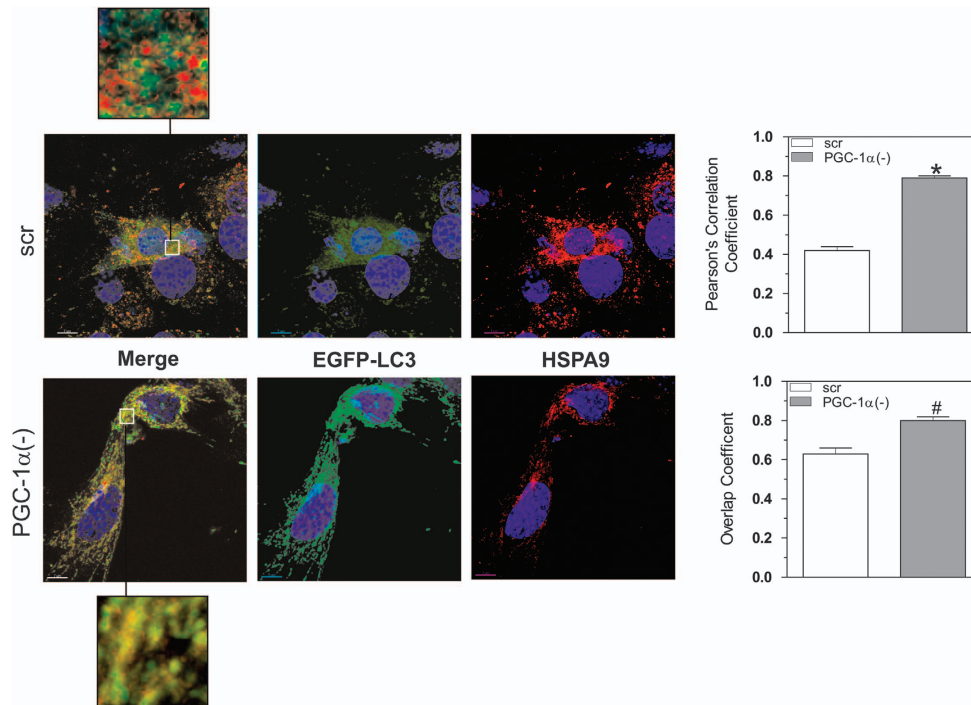 scr
Merge
EGFP-LC3
HSPA9
PGC-1α(-)
1.0
0.8
0.6
0.4
0.2
0.0
Pearson's Correlation
Coefficient
scr
PGC-1α(-)
*
1.0
0.8
0.6
0.4
0.2
0.0
Overlap Coefficent
scr
PGC-1α(-)
#